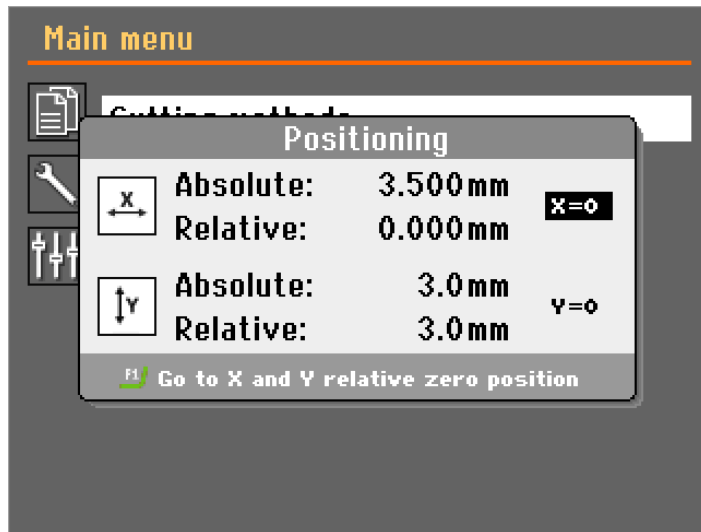 Main menu
Positioning
X
Absolute: 3.500mm
X=0
Relative: 0.000mm
Y
Absolute: 3.0mm
Y=0
Relative: 3.0mm
F1 Go to X and Y relative zero position